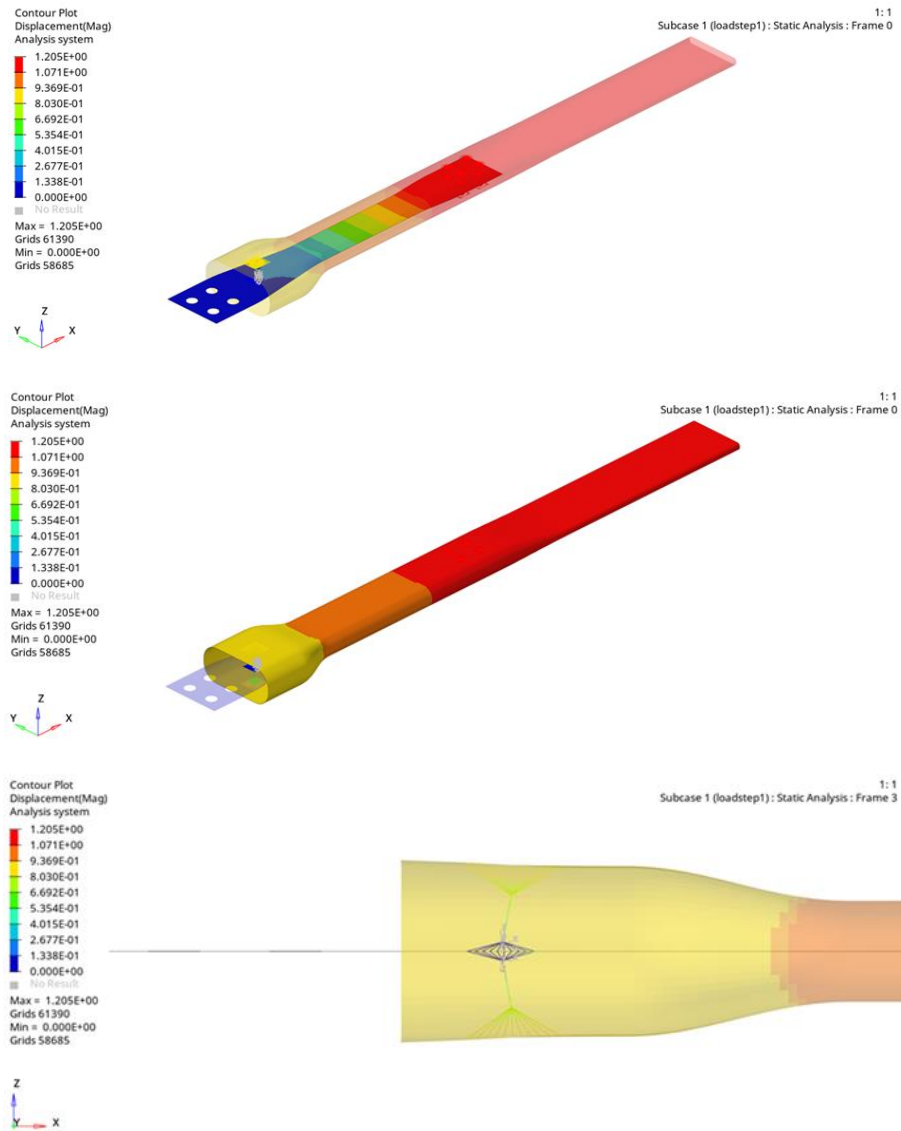 Contour Plot
Displacement(Mag)
Analysis system
1.205E+00
1.071E+00
9.369E-01
8.030E-01
6.692E-01
5.354E-01
4.015E-01
2.677E-01
1.338E-01
0.000E+00
No Result
Max = 1.205E+00
Grids 61390
Min = 0.000E+00
Grids 58685
1: 1
Subcase 1 (loadstep1) : Static Analysis : Frame 0
Z
Y
X
Contour Plot
Displacement(Mag)
Analysis system
1.205E+00
1.071E+00
9.369E-01
8.030E-01
6.692E-01
5.354E-01
4.015E-01
2.677E-01
1.338E-01
0.000E+00
No Result
Max = 1.205E+00
Grids 61390
Min = 0.000E+00
Grids 58685
1: 1
Subcase 1 (loadstep1) : Static Analysis : Frame 0
Z
Y
X
Contour Plot
Displacement(Mag)
Analysis system
1.205E+00
1.071E+00
9.369E-01
8.030E-01
6.692E-01
5.354E-01
4.015E-01
2.677E-01
1.338E-01
0.000E+00
No Result
Max = 1.205E+00
Grids 61390
Min = 0.000E+00
Grids 58685
1: 1
Subcase 1 (loadstep1) : Static Analysis : Frame 3
Z
Y
X